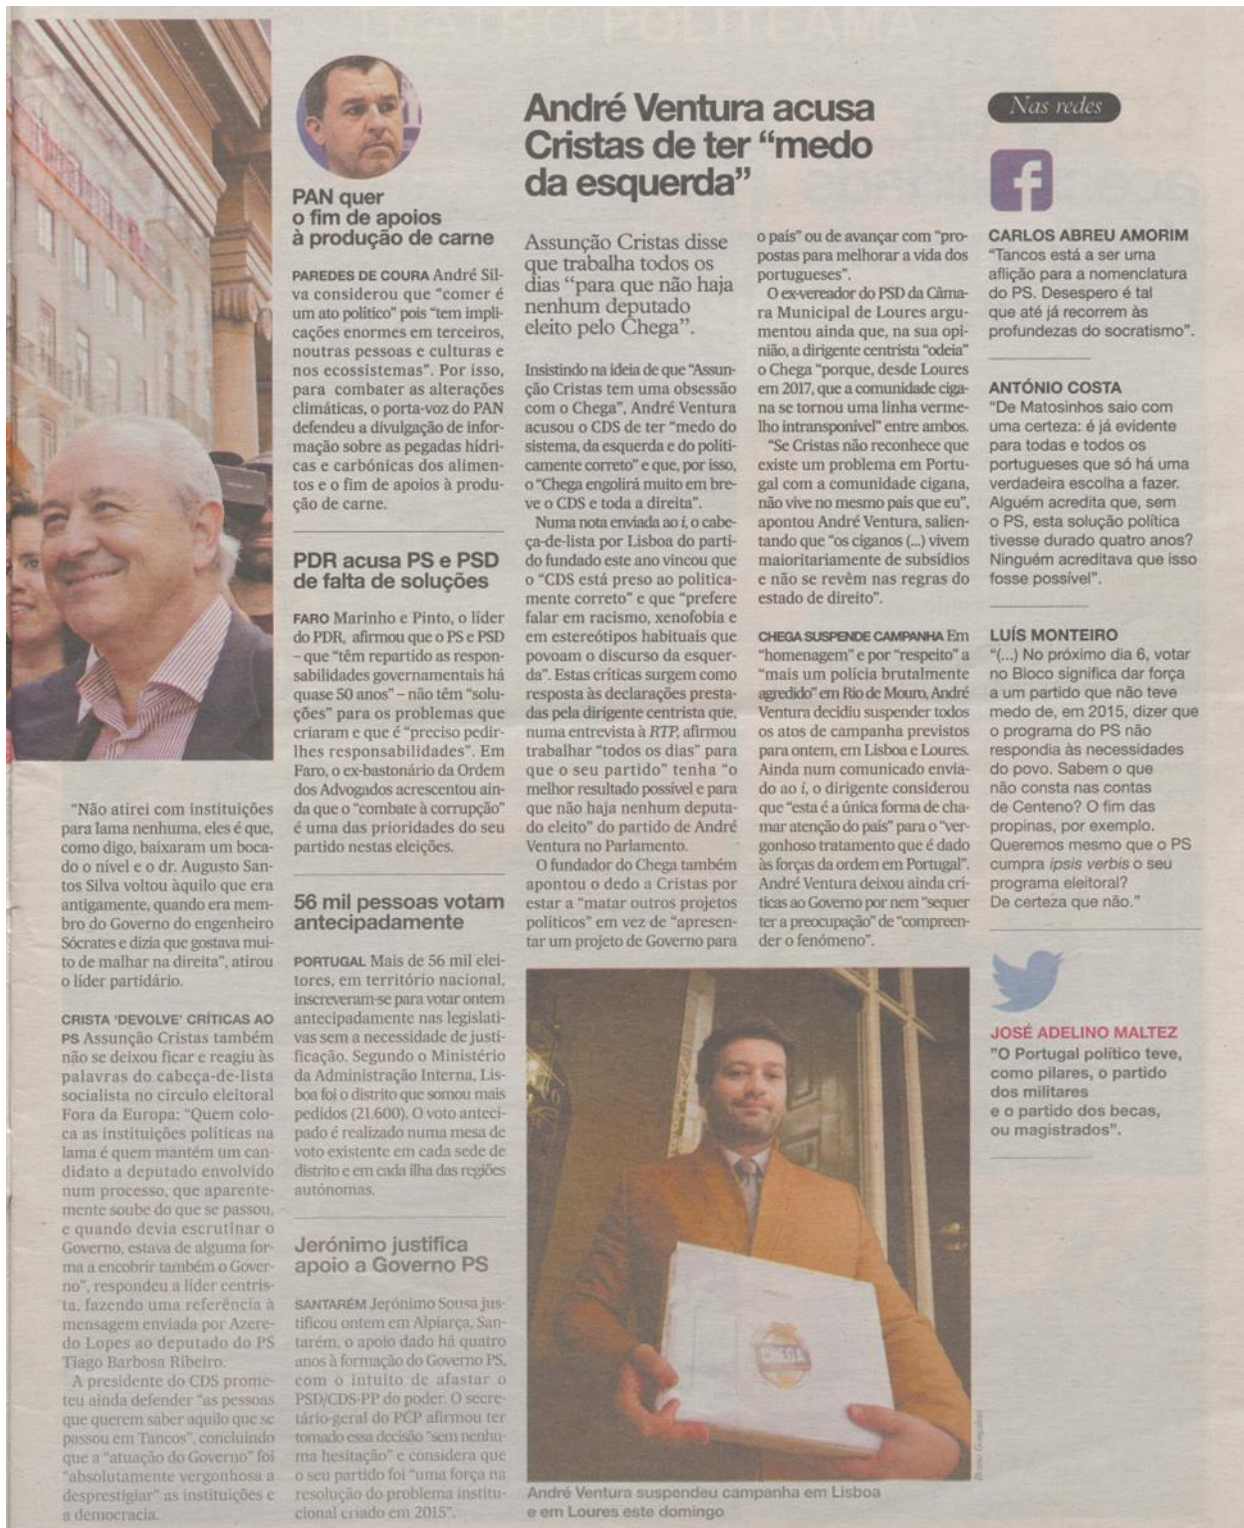 "Não atirei com instituições
para lama nenhuma, eles é que,
como digo, baixaram um boca-
do o nível e o dr. Augusto San-
tos Silva voltou àquilo que era
antigamente, quando era mem-
bro do Governo do engenheiro
Sócrates e dizia que gostava mui-
to de malhar na direita", atirou
o líder partidário.
CRISTA 'DEVOLVE' CRÍTICAS AO
PS Assunção Cristas também
não se deixou ficar e reagiu às
palavras do cabeça-de-lista
socialista no círculo eleitoral
Fora da Europa: "Quem colo-
ca as instituições políticas na
lama é quem mantém um can-
didato a deputado envolvido
num processo, que aparente-
mente soube do que se passou,
e quando devia escrutinar o
Governo, estava de alguma for-
ma a encobrir também o Gover-
no", respondeu a líder centris-
ta, fazendo uma referência à
mensagem enviada por Azere-
do Lopes ao deputado do PS
Tiago Barbosa Ribeiro.
A presidente do CDS prome-
teu ainda defender "as pessoas
que querem saber aquilo que se
passou em Tancos", concluindo
que a "atuação do Governo" foi
"absolutamente vergonhosa a
desprestigiar" as instituições e
a democracia.
PAN quer
o fim de apoios
à produção de carne
PAREDES DE COURA André Sil-
va considerou que "comer é
um ato político" pois "tem impli-
cações enormes em terceiros,
noutras pessoas e culturas e
nos ecossistemas". Por isso,
para combater as alterações
climáticas, o porta-voz do PAN
defendeu a divulgação de infor-
mação sobre as pegadas hídri-
cas e carbónicas dos alimen-
tos e o fim de apoios à produ-
ção de carne.
PDR acusa PS e PSD
de falta de soluções
FARO Marinho e Pinto, o líder
do PDR, afirmou que o PS e PSD
– que "têm repartido as respon-
sabilidades governamentais há
quase 50 anos" – não têm "solu-
ções" para os problemas que
criaram e que é "preciso pedir-
lhes responsabilidades". Em
Faro, o ex-bastonário da Ordem
dos Advogados acrescentou ain-
da que o "combate à corrupção"
é uma das prioridades do seu
partido nestas eleições.
56 mil pessoas votam
antecipadamente
PORTUGAL Mais de 56 mil elei-
tores, em território nacional,
inscreveram-se para votar ontem
antecipadamente nas legislati-
vas sem a necessidade de justi-
ficação. Segundo o Ministério
da Administração Interna, Lis-
boa foi o distrito que somou mais
pedidos (21.600). O voto anteci-
pado é realizado numa mesa de
voto existente em cada sede de
distrito e em cada ilha das regiões
autónomas.
Jerónimo justifica
apoio a Governo PS
SANTARÉM Jerónimo Sousa jus-
tificou ontem em Alpiarça, San-
tarém, o apoio dado há quatro
anos à formação do Governo PS,
com o intuito de afastar o
PSD/CDS-PP do poder. O secre-
tário-geral do PCP afirmou ter
tomado essa decisão "sem nenhu-
ma hesitação" e considera que
o seu partido foi "uma força na
resolução do problema institu-
cional criado em 2015".
André Ventura acusa
Cristas de ter "medo
da esquerda"
Assunção Cristas disse
que trabalha todos os
dias "para que não haja
nenhum deputado
eleito pelo Chega".
Insistindo na ideia de que "Assun-
ção Cristas tem uma obsessão
com o Chega", André Ventura
acusou o CDS de ter "medo do
sistema, da esquerda e do politi-
camente correto" e que, por isso,
o "Chega engolirá muito em bre-
ve o CDS e toda a direita".
Numa nota enviada ao i, o cabe-
ça-de-lista por Lisboa do parti-
do fundado este ano vincou que
o "CDS está preso ao politica-
mente correto" e que "prefere
falar em racismo, xenofobia e
em estereótipos habituais que
povoam o discurso da esquer-
da". Estas críticas surgem como
resposta às declarações presta-
das pela dirigente centrista que,
numa entrevista à RTP, afirmou
trabalhar "todos os dias" para
que o seu partido" tenha "o
melhor resultado possível e para
que não haja nenhum deputa-
do eleito" do partido de André
Ventura no Parlamento.
O fundador do Chega também
apontou o dedo a Cristas por
estar a "matar outros projetos
políticos" em vez de "apresen-
tar um projeto de Governo para
o país" ou de avançar com "pro-
postas para melhorar a vida dos
portugueses".
O ex-vereador do PSD da Câma-
ra Municipal de Loures argu-
mentou ainda que, na sua opi-
nião, a dirigente centrista "odeia"
o Chega "porque, desde Loures
em 2017, que a comunidade ciga-
na se tornou uma linha verme-
lho intransponível" entre ambos.
"Se Cristas não reconhece que
existe um problema em Portu-
gal com a comunidade cigana,
não vive no mesmo país que eu",
apontou André Ventura, salien-
tando que "os ciganos (...) vivem
maioritariamente de subsídios
e não se revêm nas regras do
estado de direito".
CHEGA SUSPENDE CAMPANHA Em
"homenagem" e por "respeito" a
"mais um polícia brutalmente
agredido" em Rio de Mouro, André
Ventura decidiu suspender todos
os atos de campanha previstos
para ontem, em Lisboa e Loures.
Ainda num comunicado envia-
do ao i, o dirigente considerou
que "esta é a única forma de cha-
mar atenção do país" para o "ver-
gonhoso tratamento que é dado
às forças da ordem em Portugal".
André Ventura deixou ainda crí-
ticas ao Governo por nem "sequer
ter a preocupação" de "compreen-
der o fenómeno".
CHEGA
André Ventura suspendeu campanha em Lisboa
e em Loures este domingo
Nas redes
CARLOS ABREU AMORIM
"Tancos está a ser uma
aflição para a nomenclatura
do PS. Desespero é tal
que até já recorrem às
profundezas do socratismo".
ANTÓNIO COSTA
"De Matosinhos saio com
uma certeza: é já evidente
para todas e todos os
portugueses que só há uma
verdadeira escolha a fazer.
Alguém acredita que, sem
o PS, esta solução política
tivesse durado quatro anos?
Ninguém acreditava que isso
fosse possível".
LUÍS MONTEIRO
"(...) No próximo dia 6, votar
no Bloco significa dar força
a um partido que não teve
medo de, em 2015, dizer que
o programa do PS não
respondia às necessidades
do povo. Sabem o que
não consta nas contas
de Centeno? O fim das
propinas, por exemplo.
Queremos mesmo que o PS
cumpra ipsis verbis o seu
programa eleitoral?
De certeza que não."
JOSÉ ADELINO MALTEZ
"O Portugal político teve,
como pilares, o partido
dos militares
e o partido dos becas,
ou magistrados".